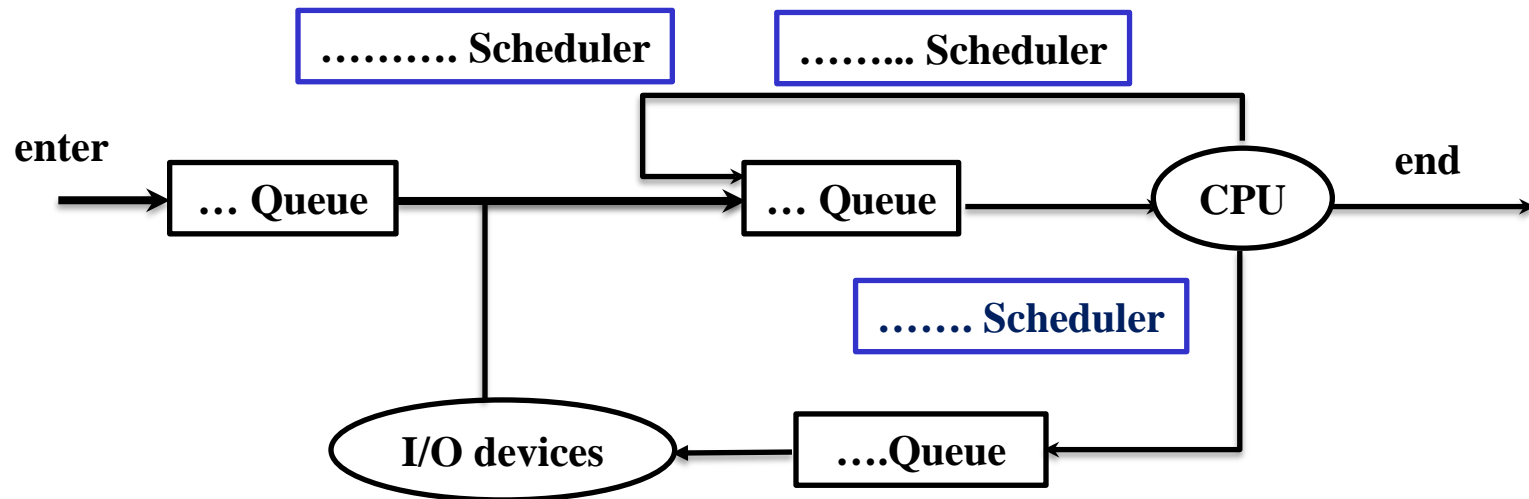 ………. Scheduler
……... Scheduler
enter
… Queue
… Queue
CPU
end
……. Scheduler
I/O devices
….Queue